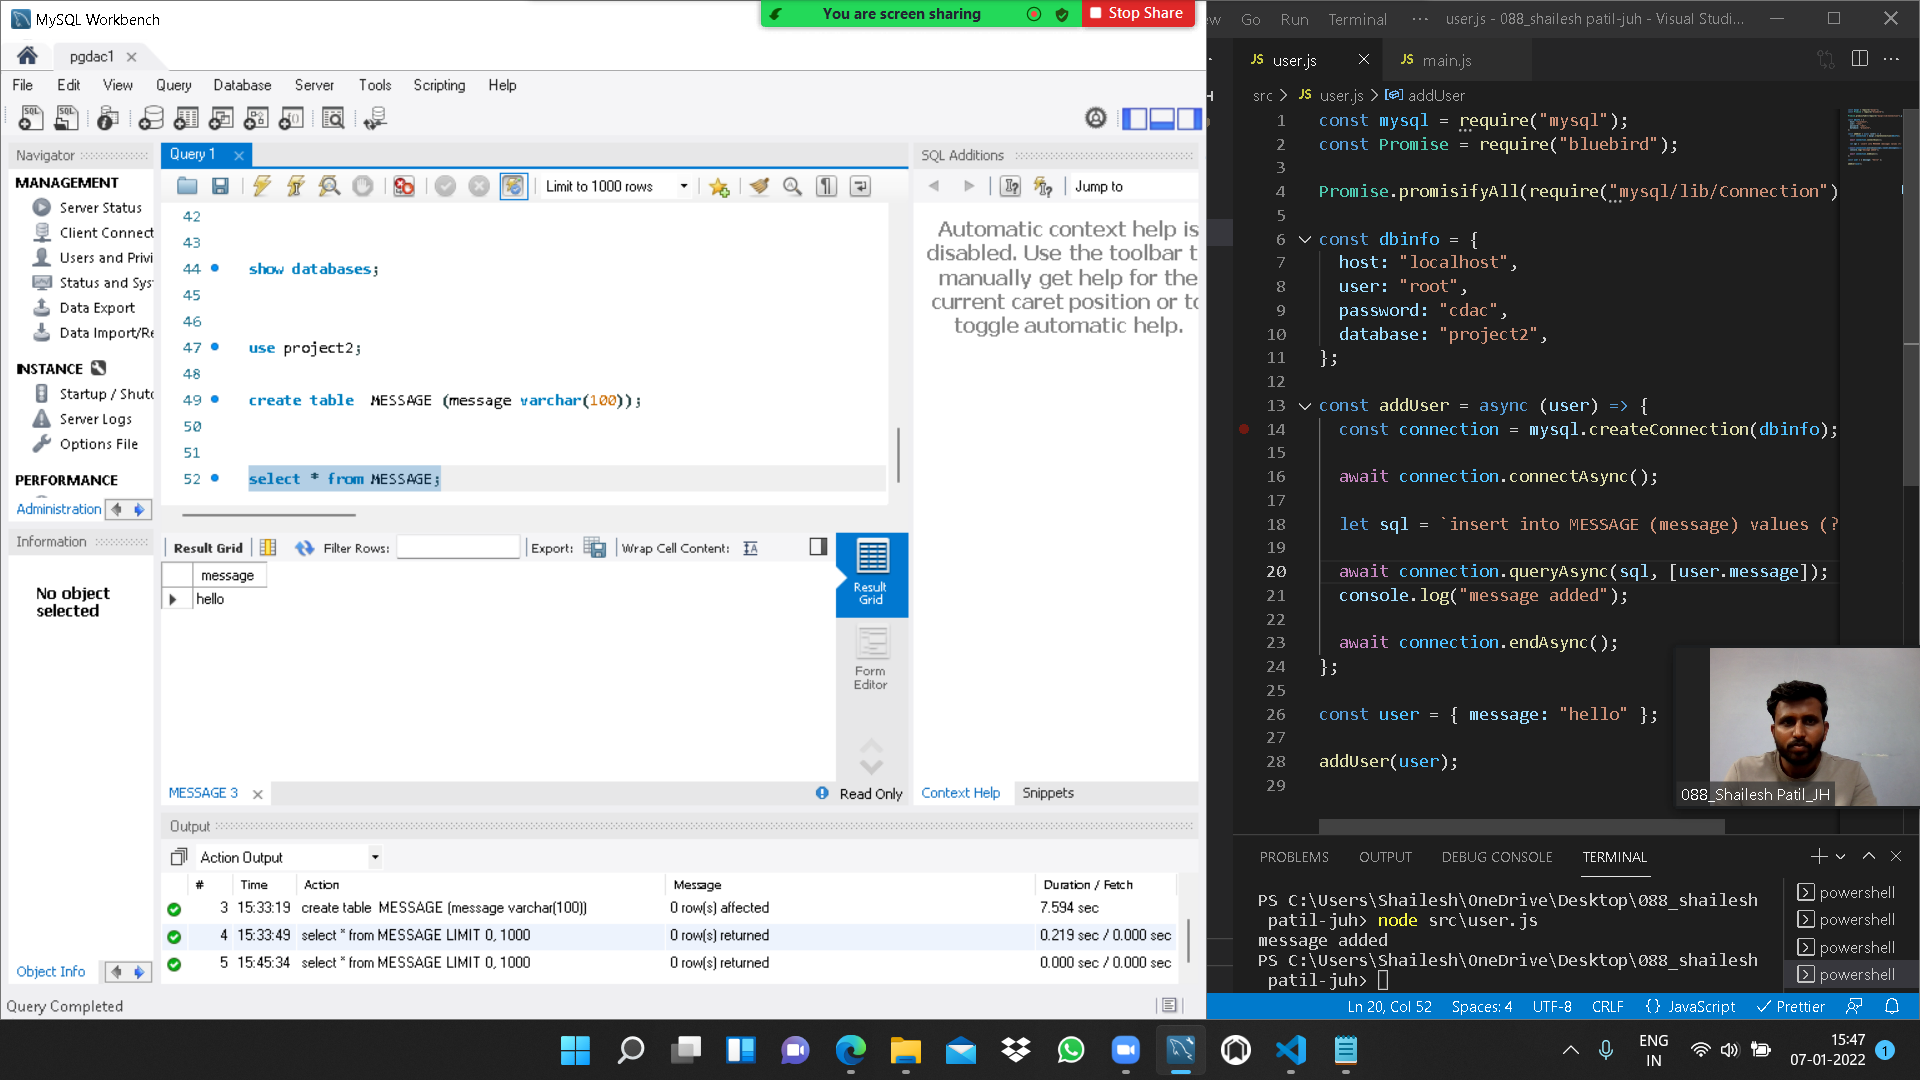 MySQL Workbench
You are screen sharing
Stop Share
pgdac1
File Edit View Query Database Server Tools Scripting Help
Navigator
MANAGEMENT
Server Status
Client Connect
Users and Privi
Status and Sys
Data Export
Data Import/Re
INSTANCE
Startup / Shutd
Server Logs
Options File
PERFORMANCE
Administration
Information
No object
selected
Object Info
Query Completed
Query 1
Limit to 1000 rows
42
43
44 show databases;
45
46
47 use project2;
48
49 create table MESSAGE (message varchar(100));
50
51
52 select * from MESSAGE;
Result Grid Filter Rows: Export: Wrap Cell Content:
message
hello
Result
Grid
Form
Editor
MESSAGE 3
Read Only
SQL Additions
Jump to
Automatic context help is
disabled. Use the toolbar t
manually get help for the
current caret position or to
toggle automatic help.
Context Help Snippets
Output
Action Output
# Time Action Message Duration / Fetch
3 15:33:19 create table MESSAGE (message varchar(100)) 0 row(s) affected 7.594 sec
4 15:33:49 select * from MESSAGE LIMIT 0, 1000 0 row(s) returned 0.219 sec / 0.000 sec
5 15:45:34 select * from MESSAGE LIMIT 0, 1000 0 row(s) returned 0.000 sec / 0.000 sec
ew Go Run Terminal ··· user.js - 088_shailesh patil-juh - Visual Studi...
JS user.js
JS main.js
src > JS user.js > addUser
1 const mysql = require("mysql");
2 const Promise = require("bluebird");
3
4 Promise.promisifyAll(require("mysql/lib/Connection")
5
6 const dbinfo = {
7 host: "localhost",
8 user: "root",
9 password: "cdac",
10 database: "project2",
11 };
12
13 const addUser = async (user) => {
14 const connection = mysql.createConnection(dbinfo);
15
16 await connection.connectAsync();
17
18 let sql = `insert into MESSAGE (message) values (?
19
20 await connection.queryAsync(sql, [user.message]);
21 console.log("message added");
22
23 await connection.endAsync();
24 };
25
26 const user = { message: "hello" };
27
28 addUser(user);
29
088_Shailesh Patil_JH
PROBLEMS OUTPUT DEBUG CONSOLE TERMINAL
PS C:\Users\Shailesh\OneDrive\Desktop\088_shailesh
patil-juh> node src\user.js
message added
PS C:\Users\Shailesh\OneDrive\Desktop\088_shailesh
patil-juh>
powershell
powershell
powershell
powershell
Ln 20, Col 52 Spaces: 4 UTF-8 CRLF {} JavaScript Prettier
ENG
IN
15:47
07-01-2022
1